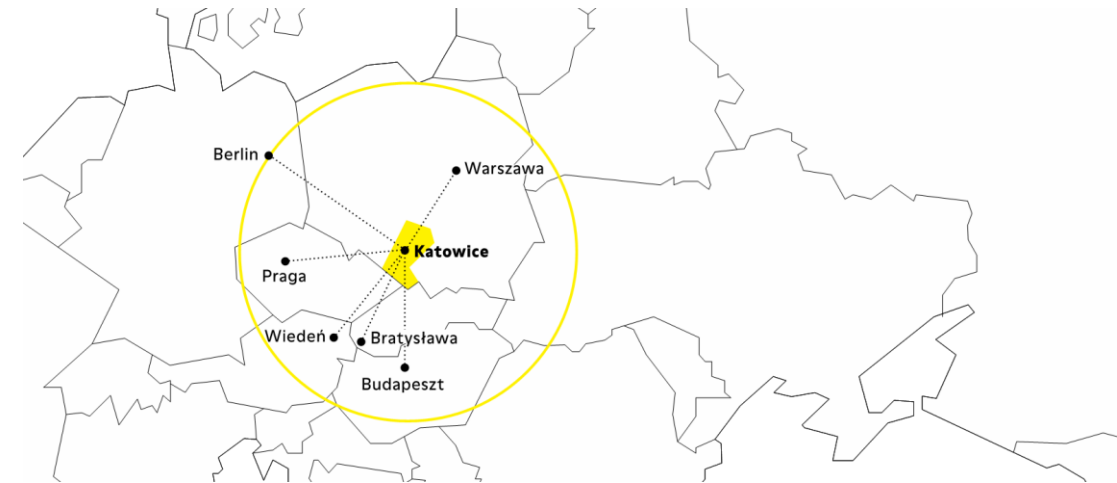 Berlin
Warszawa
Katowice
Praga
Wiedeń
Bratysława
Budapeszt